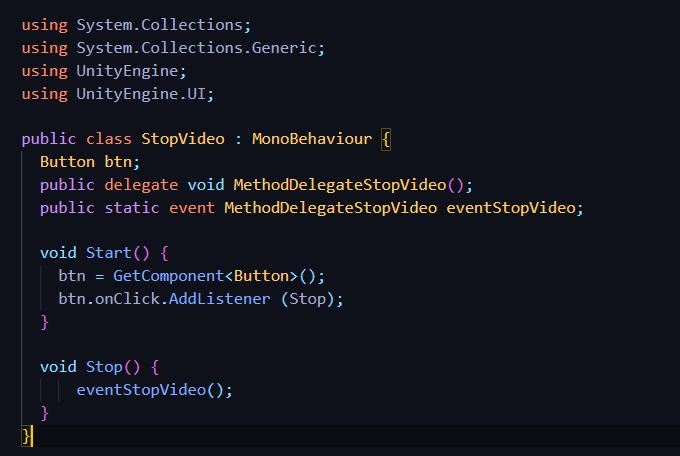 using System.Collections;
using System.Collections.Generic;
using UnityEngine;
using UnityEngine.UI;

public class StopVideo : MonoBehaviour {
  Button btn;
  public delegate void MethodDelegateStopVideo();
  public static event MethodDelegateStopVideo eventStopVideo;

  void Start() {
    btn = GetComponent<Button>();
    btn.onClick.AddListener (Stop);
  }

  void Stop() {
      eventStopVideo();
  }
}